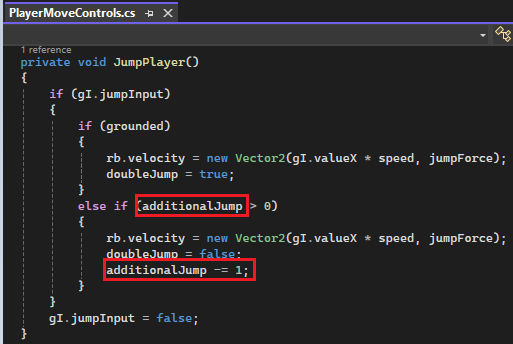 PlayerMoveControls.cs
1 reference
private void JumpPlayer()
{
if (gI.jumpInput)
{
if (grounded)
{
rb.velocity = new Vector2(gI.valueX * speed, jumpForce);
doubleJump = true;
}
else if (additionalJump > 0)
{
rb.velocity = new Vector2(gI.valueX * speed, jumpForce);
doubleJump = false;
additionalJump -= 1;
}
}
gI.jumpInput = false;
}